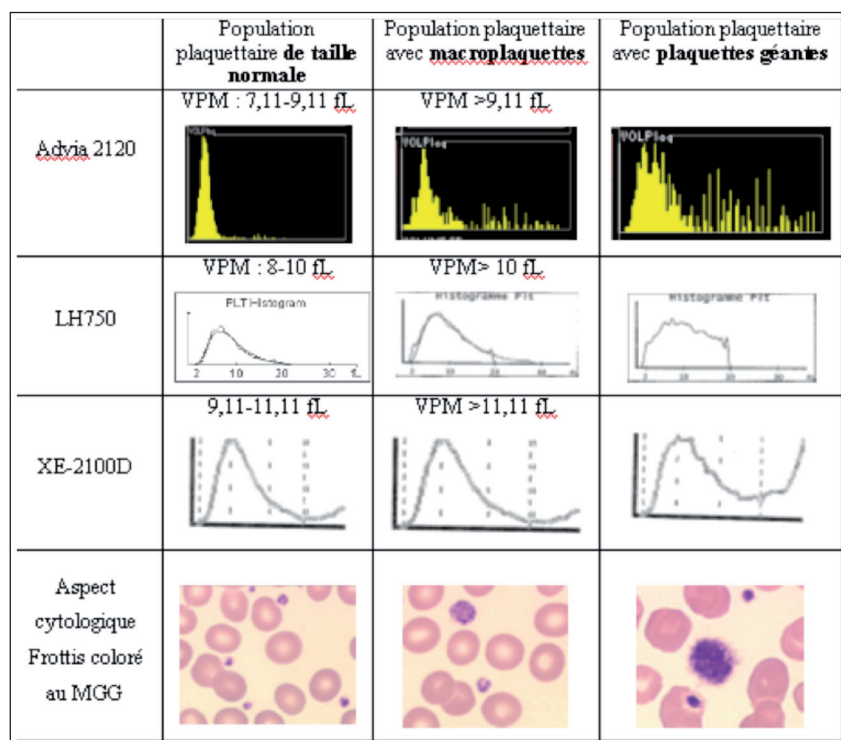 Population
plaquettaire de taille
normale
Population plaquettaire
avec macroplaquettes
Population plaquettaire
avec plaquettes géantes
Advia 2120
VPM : 7,11-9,11 fL
VOLPlaq
VPM >9,11 fL
VOLPlaq
VOLPlaq
LH750
VPM : 8-10 fL
PLT Histogram
2 10 20 30 fL
VPM> 10 fL
Histogramme Plt
Histogramme Plt
XE-2100D
9,11-11,11 fL
VPM >11,11 fL
Aspect
cytologique
Frottis coloré
au MGG